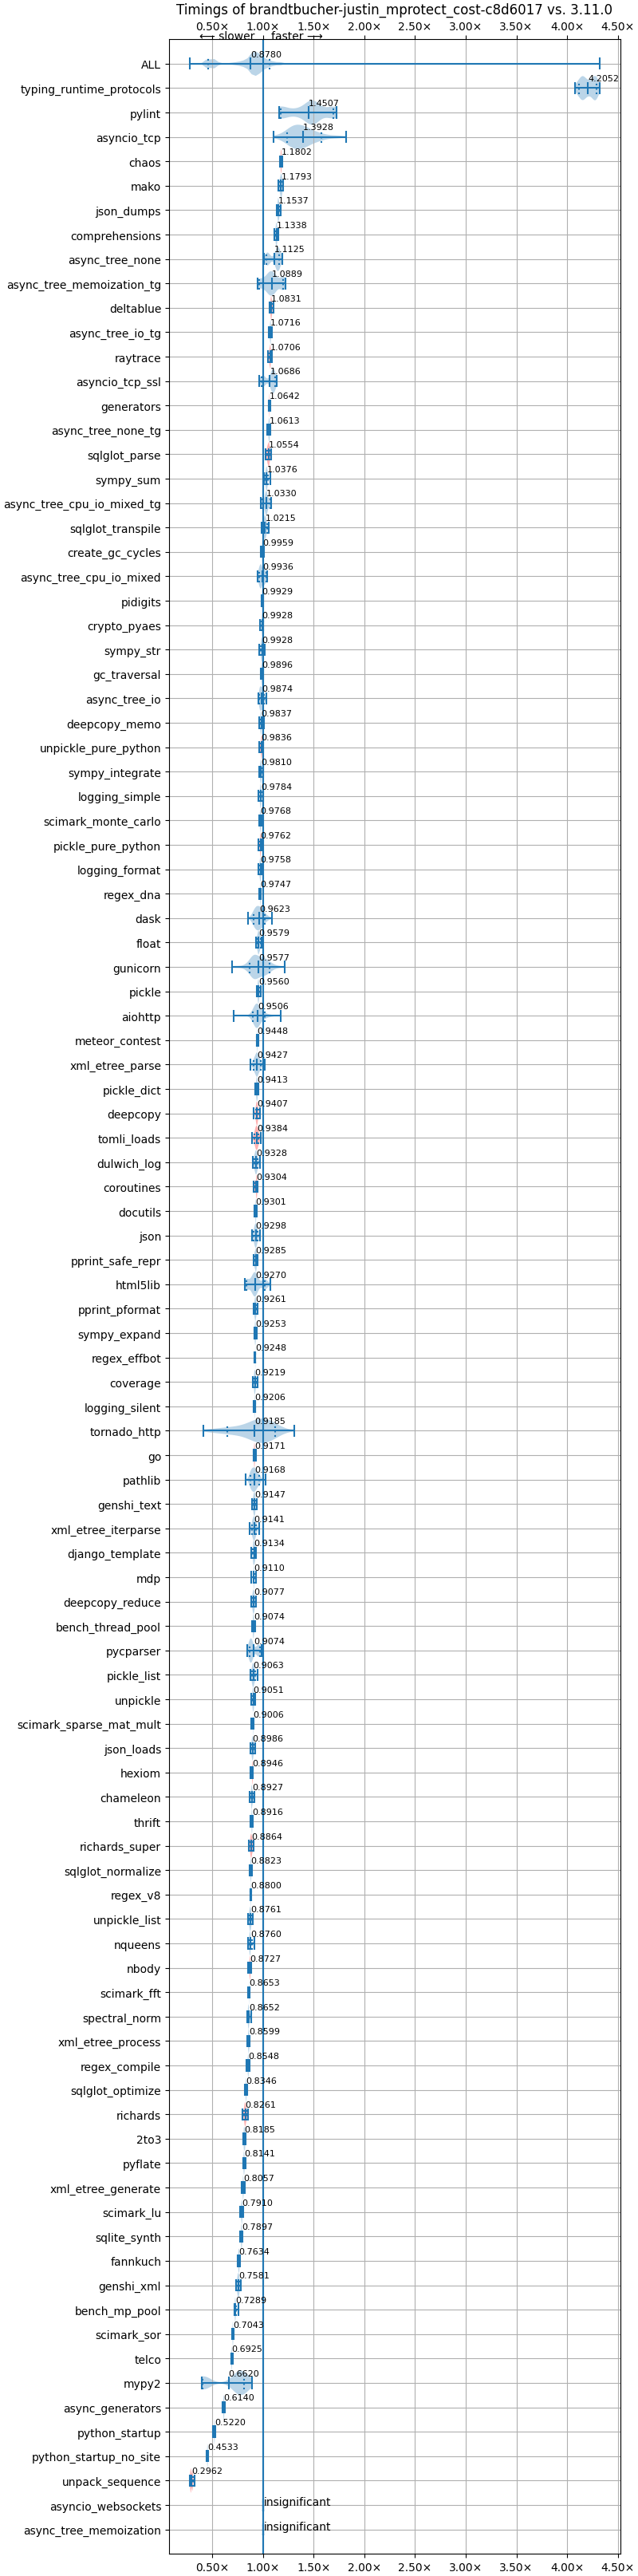 Timings of brandtbucher-justin_mprotect_cost-c8d6017 vs. 3.11.0
0.50× 1.00× 1.50× 2.00× 2.50× 3.00× 3.50× 4.00× 4.50×
⟵ slower faster ⟶
ALL 0.8780
typing_runtime_protocols 4.2052
pylint 1.4507
asyncio_tcp 1.3928
chaos 1.1802
mako 1.1793
json_dumps 1.1537
comprehensions 1.1338
async_tree_none 1.1125
async_tree_memoization_tg 1.0889
deltablue 1.0831
async_tree_io_tg 1.0716
raytrace 1.0706
asyncio_tcp_ssl 1.0686
generators 1.0642
async_tree_none_tg 1.0613
sqlglot_parse 1.0554
sympy_sum 1.0376
async_tree_cpu_io_mixed_tg 1.0330
sqlglot_transpile 1.0215
create_gc_cycles 0.9959
async_tree_cpu_io_mixed 0.9936
pidigits 0.9929
crypto_pyaes 0.9928
sympy_str 0.9928
gc_traversal 0.9896
async_tree_io 0.9874
deepcopy_memo 0.9837
unpickle_pure_python 0.9836
sympy_integrate 0.9810
logging_simple 0.9784
scimark_monte_carlo 0.9768
pickle_pure_python 0.9762
logging_format 0.9758
regex_dna 0.9747
dask 0.9623
float 0.9579
gunicorn 0.9577
pickle 0.9560
aiohttp 0.9506
meteor_contest 0.9448
xml_etree_parse 0.9427
pickle_dict 0.9413
deepcopy 0.9407
tomli_loads 0.9384
dulwich_log 0.9328
coroutines 0.9304
docutils 0.9301
json 0.9298
pprint_safe_repr 0.9285
html5lib 0.9270
pprint_pformat 0.9261
sympy_expand 0.9253
regex_effbot 0.9248
coverage 0.9219
logging_silent 0.9206
tornado_http 0.9185
go 0.9171
pathlib 0.9168
genshi_text 0.9147
xml_etree_iterparse 0.9141
django_template 0.9134
mdp 0.9110
deepcopy_reduce 0.9077
bench_thread_pool 0.9074
pycparser 0.9074
pickle_list 0.9063
unpickle 0.9051
scimark_sparse_mat_mult 0.9006
json_loads 0.8986
hexiom 0.8946
chameleon 0.8927
thrift 0.8916
richards_super 0.8864
sqlglot_normalize 0.8823
regex_v8 0.8800
unpickle_list 0.8761
nqueens 0.8760
nbody 0.8727
scimark_fft 0.8653
spectral_norm 0.8652
xml_etree_process 0.8599
regex_compile 0.8548
sqlglot_optimize 0.8346
richards 0.8261
2to3 0.8185
pyflate 0.8141
xml_etree_generate 0.8057
scimark_lu 0.7910
sqlite_synth 0.7897
fannkuch 0.7634
genshi_xml 0.7581
bench_mp_pool 0.7289
scimark_sor 0.7043
telco 0.6925
mypy2 0.6620
async_generators 0.6140
python_startup 0.5220
python_startup_no_site 0.4533
unpack_sequence 0.2962
asyncio_websockets insignificant
async_tree_memoization insignificant
0.50× 1.00× 1.50× 2.00× 2.50× 3.00× 3.50× 4.00× 4.50×